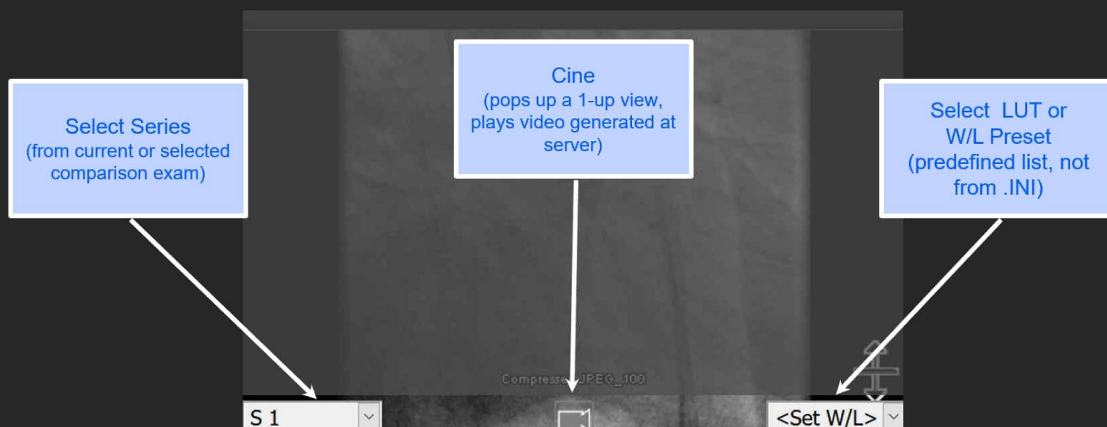 Select Series
(from current or selected
comparison exam)
Cine
(pops up a 1-up view,
plays video generated at
server)
Select LUT or
W/L Preset
(predefined list, not
from .INI)
JPEG_100
S 1
<Set W/L>